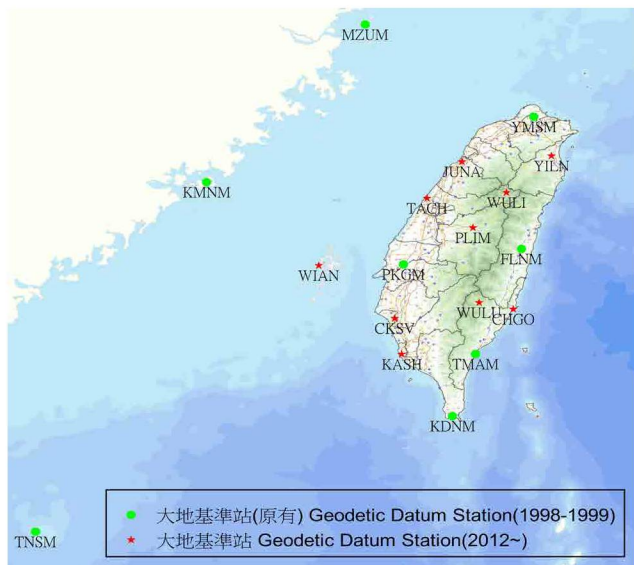 MZUM
YMSM
YILN
JUNA
KMNM
WULI
TACH
PLIM
FLNM
WIAN
PKGM
WULU
CHGO
CKSV
KASH
TMAM
KDNM
TNSM
大地基準站(原有) Geodetic Datum Station(1998-1999)
大地基準站 Geodetic Datum Station(2012~)